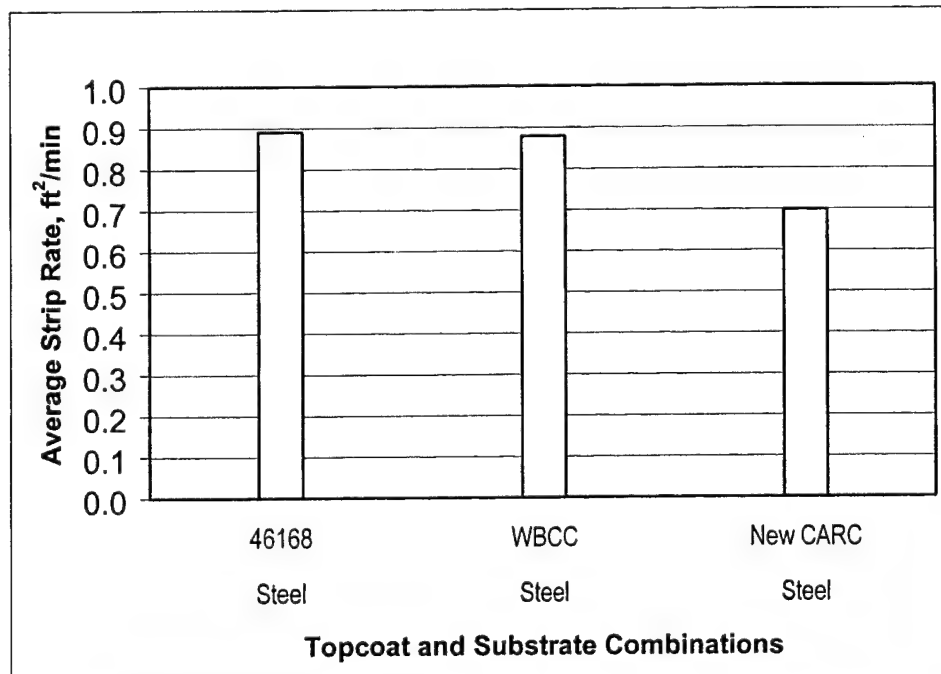 Average Strip Rate, ft²/min
1.0
0.9
0.8
0.7
0.6
0.5
0.4
0.3
0.2
0.1
0.0
46168 WBCC New CARC
Steel Steel Steel
Topcoat and Substrate Combinations